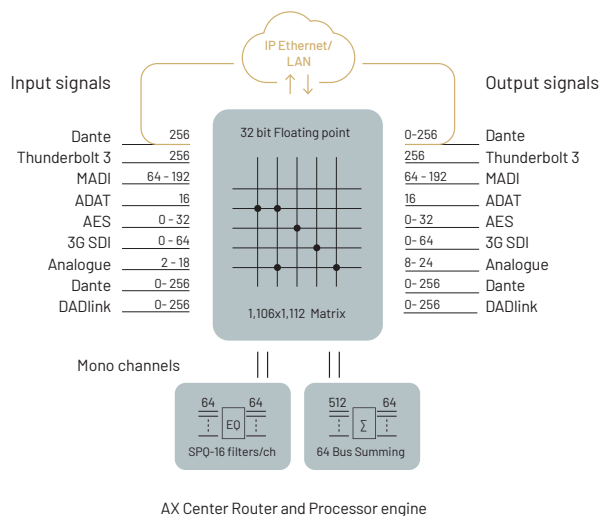 IP Ethernet/
LAN
Input signals
Output signals
32 bit Floating point
Dante 256
Thunderbolt 3 256
MADI 64 - 192
ADAT 16
AES 0 - 32
3G SDI 0 - 64
Analogue 2 - 18
Dante 0- 256
DADlink 0- 256
0-256 Dante
256 Thunderbolt 3
64 - 192 MADI
16 ADAT
0- 32 AES
0- 64 3G SDI
8- 24 Analogue
0- 256 Dante
0- 256 DADlink
1,106x1,112 Matrix
Mono channels
64 EQ 64
SPQ-16 filters/ch
512 Σ 64
64 Bus Summing
AX Center Router and Processor engine